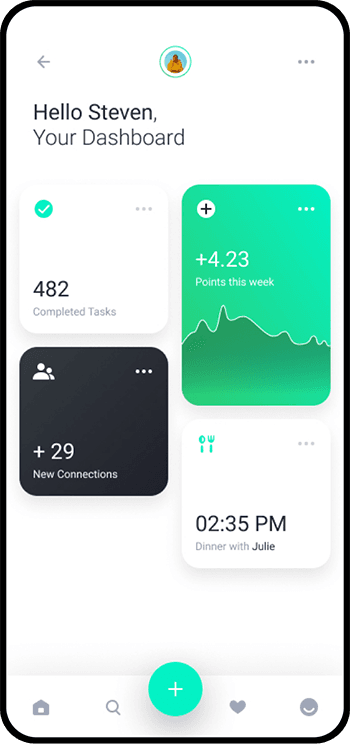 Hello Steven,
Your Dashboard
482
Completed Tasks
+4.23
Points this week
+ 29
New Connections
02:35 PM
Dinner with Julie